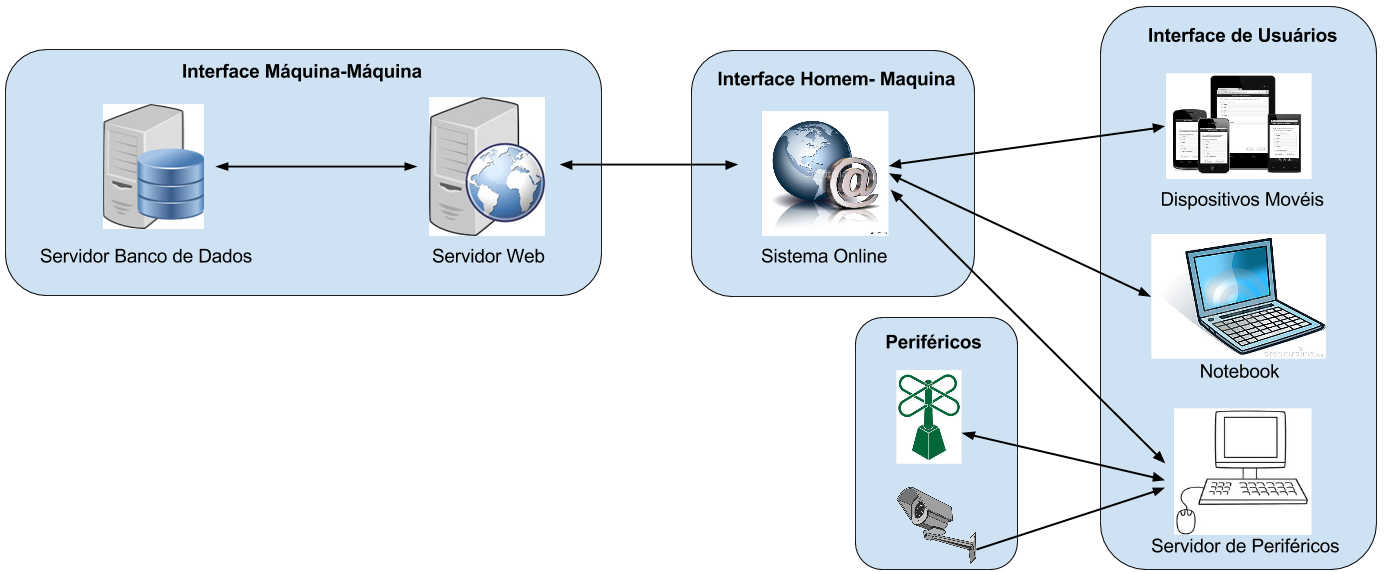 Interface Máquina-Máquina
Servidor Banco de Dados
Servidor Web
Interface Homem- Maquina
@
Sistema Online
Interface de Usuários
Dispositivos Movéis
Notebook
Servidor de Periféricos
Periféricos